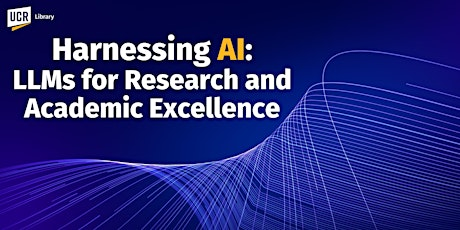 UCR Library
Harnessing AI:
LLMs for Research and
Academic Excellence